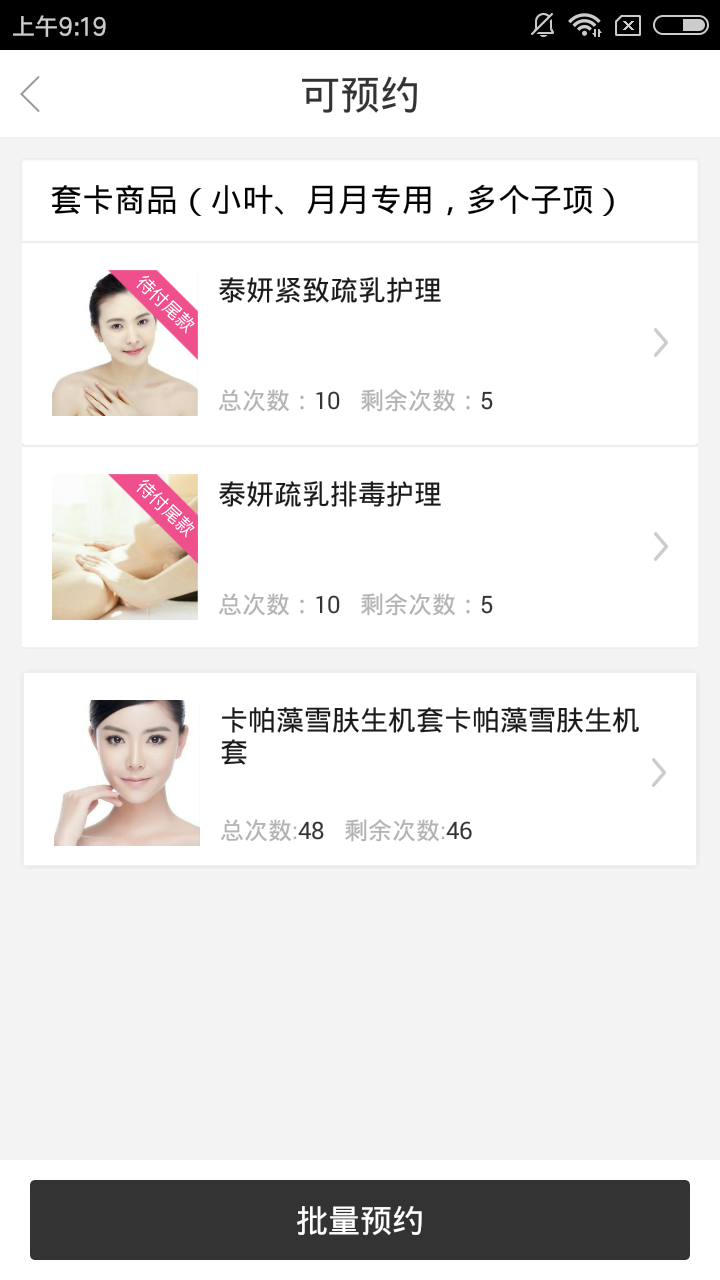 上午9:19
可预约
套卡商品（小叶、月月专用，多个子项）
待付尾款
泰妍紧致疏乳护理
总次数：10 剩余次数：5
待付尾款
泰妍疏乳排毒护理
总次数：10 剩余次数：5
卡帕藻雪肤生机套卡帕藻雪肤生机
套
总次数:48 剩余次数:46
批量预约